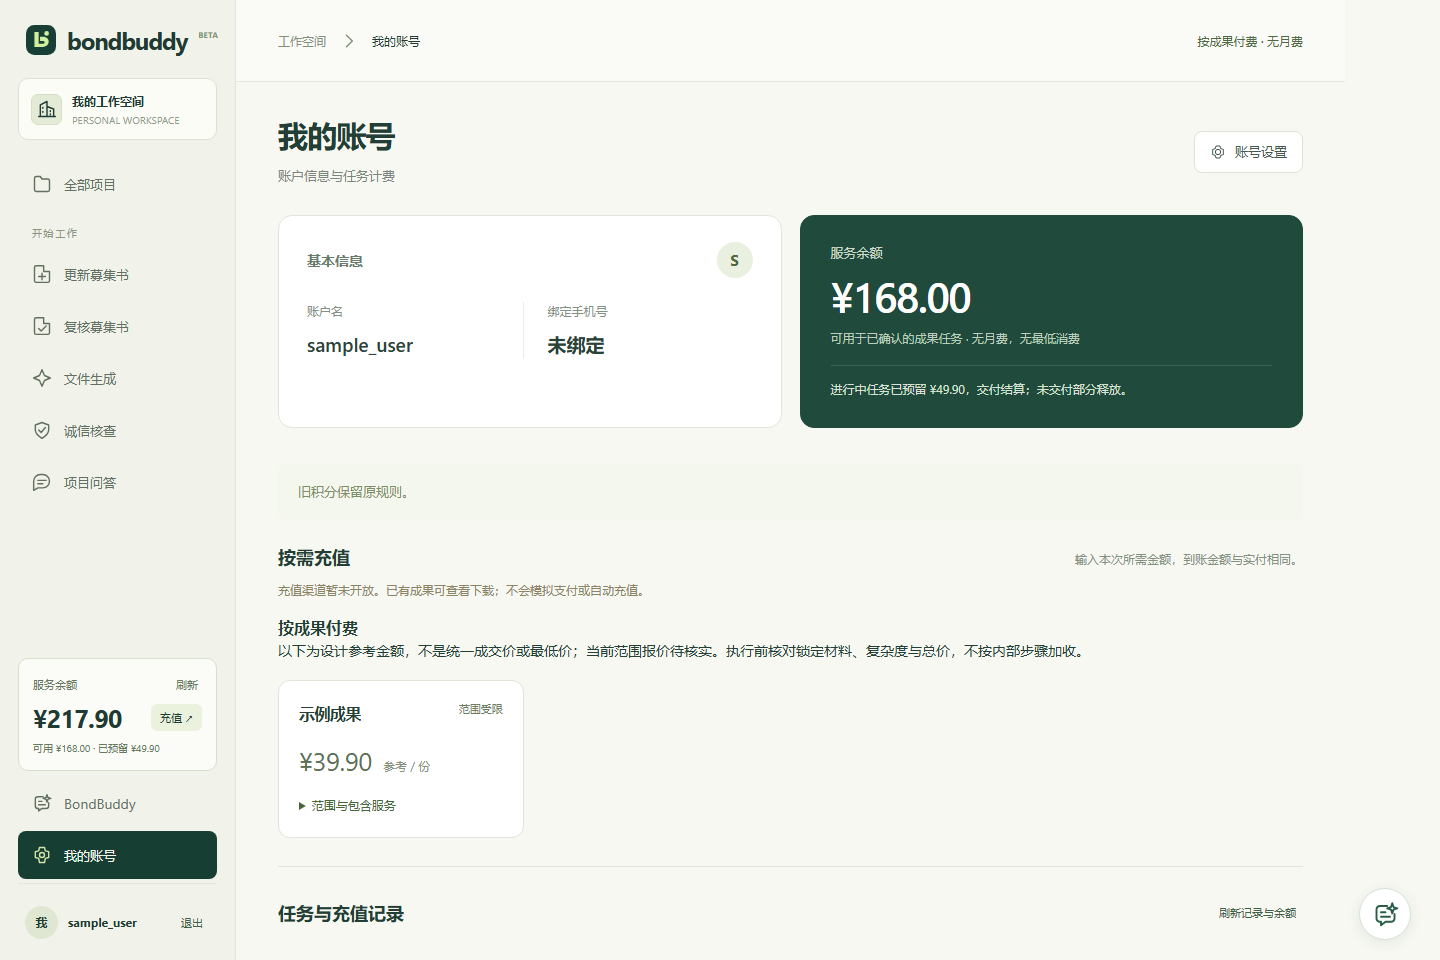 bondbuddy BETA
我的工作空间
PERSONAL WORKSPACE
全部项目
开始工作
更新募集书
复核募集书
文件生成
诚信核查
项目问答
服务余额 刷新
¥217.90 充值 ↗
可用 ¥168.00 · 已预留 ¥49.90
BondBuddy
我的账号
我 sample_user 退出
工作空间 > 我的账号 按成果付费 · 无月费
我的账号
账户信息与任务计费
账号设置
基本信息 S
账户名 绑定手机号
sample_user 未绑定
服务余额
¥168.00
可用于已确认的成果任务 · 无月费，无最低消费
进行中任务已预留 ¥49.90，交付结算；未交付部分释放。
旧积分保留原规则。
按需充值 输入本次所需金额，到账金额与实付相同。
充值渠道暂未开放。已有成果可查看下载；不会模拟支付或自动充值。
按成果付费
以下为设计参考金额，不是统一成交价或最低价；当前范围报价待核实。执行前核对锁定材料、复杂度与总价，不按内部步骤加收。
示例成果 范围受限
¥39.90 参考 / 份
▶ 范围与包含服务
任务与充值记录 刷新记录与余额